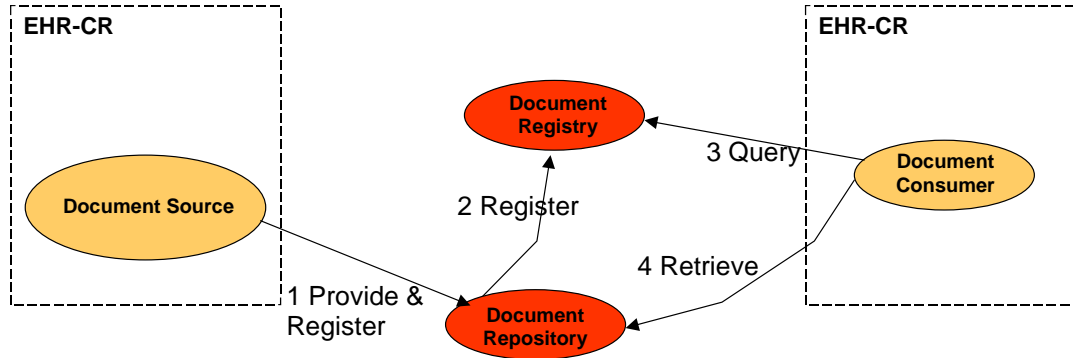 EHR-CR
EHR-CR
Document
Registry
3 Query
Document
Consumer
Document Source
2 Register
4 Retrieve
1 Provide &
Register
Document
Repository